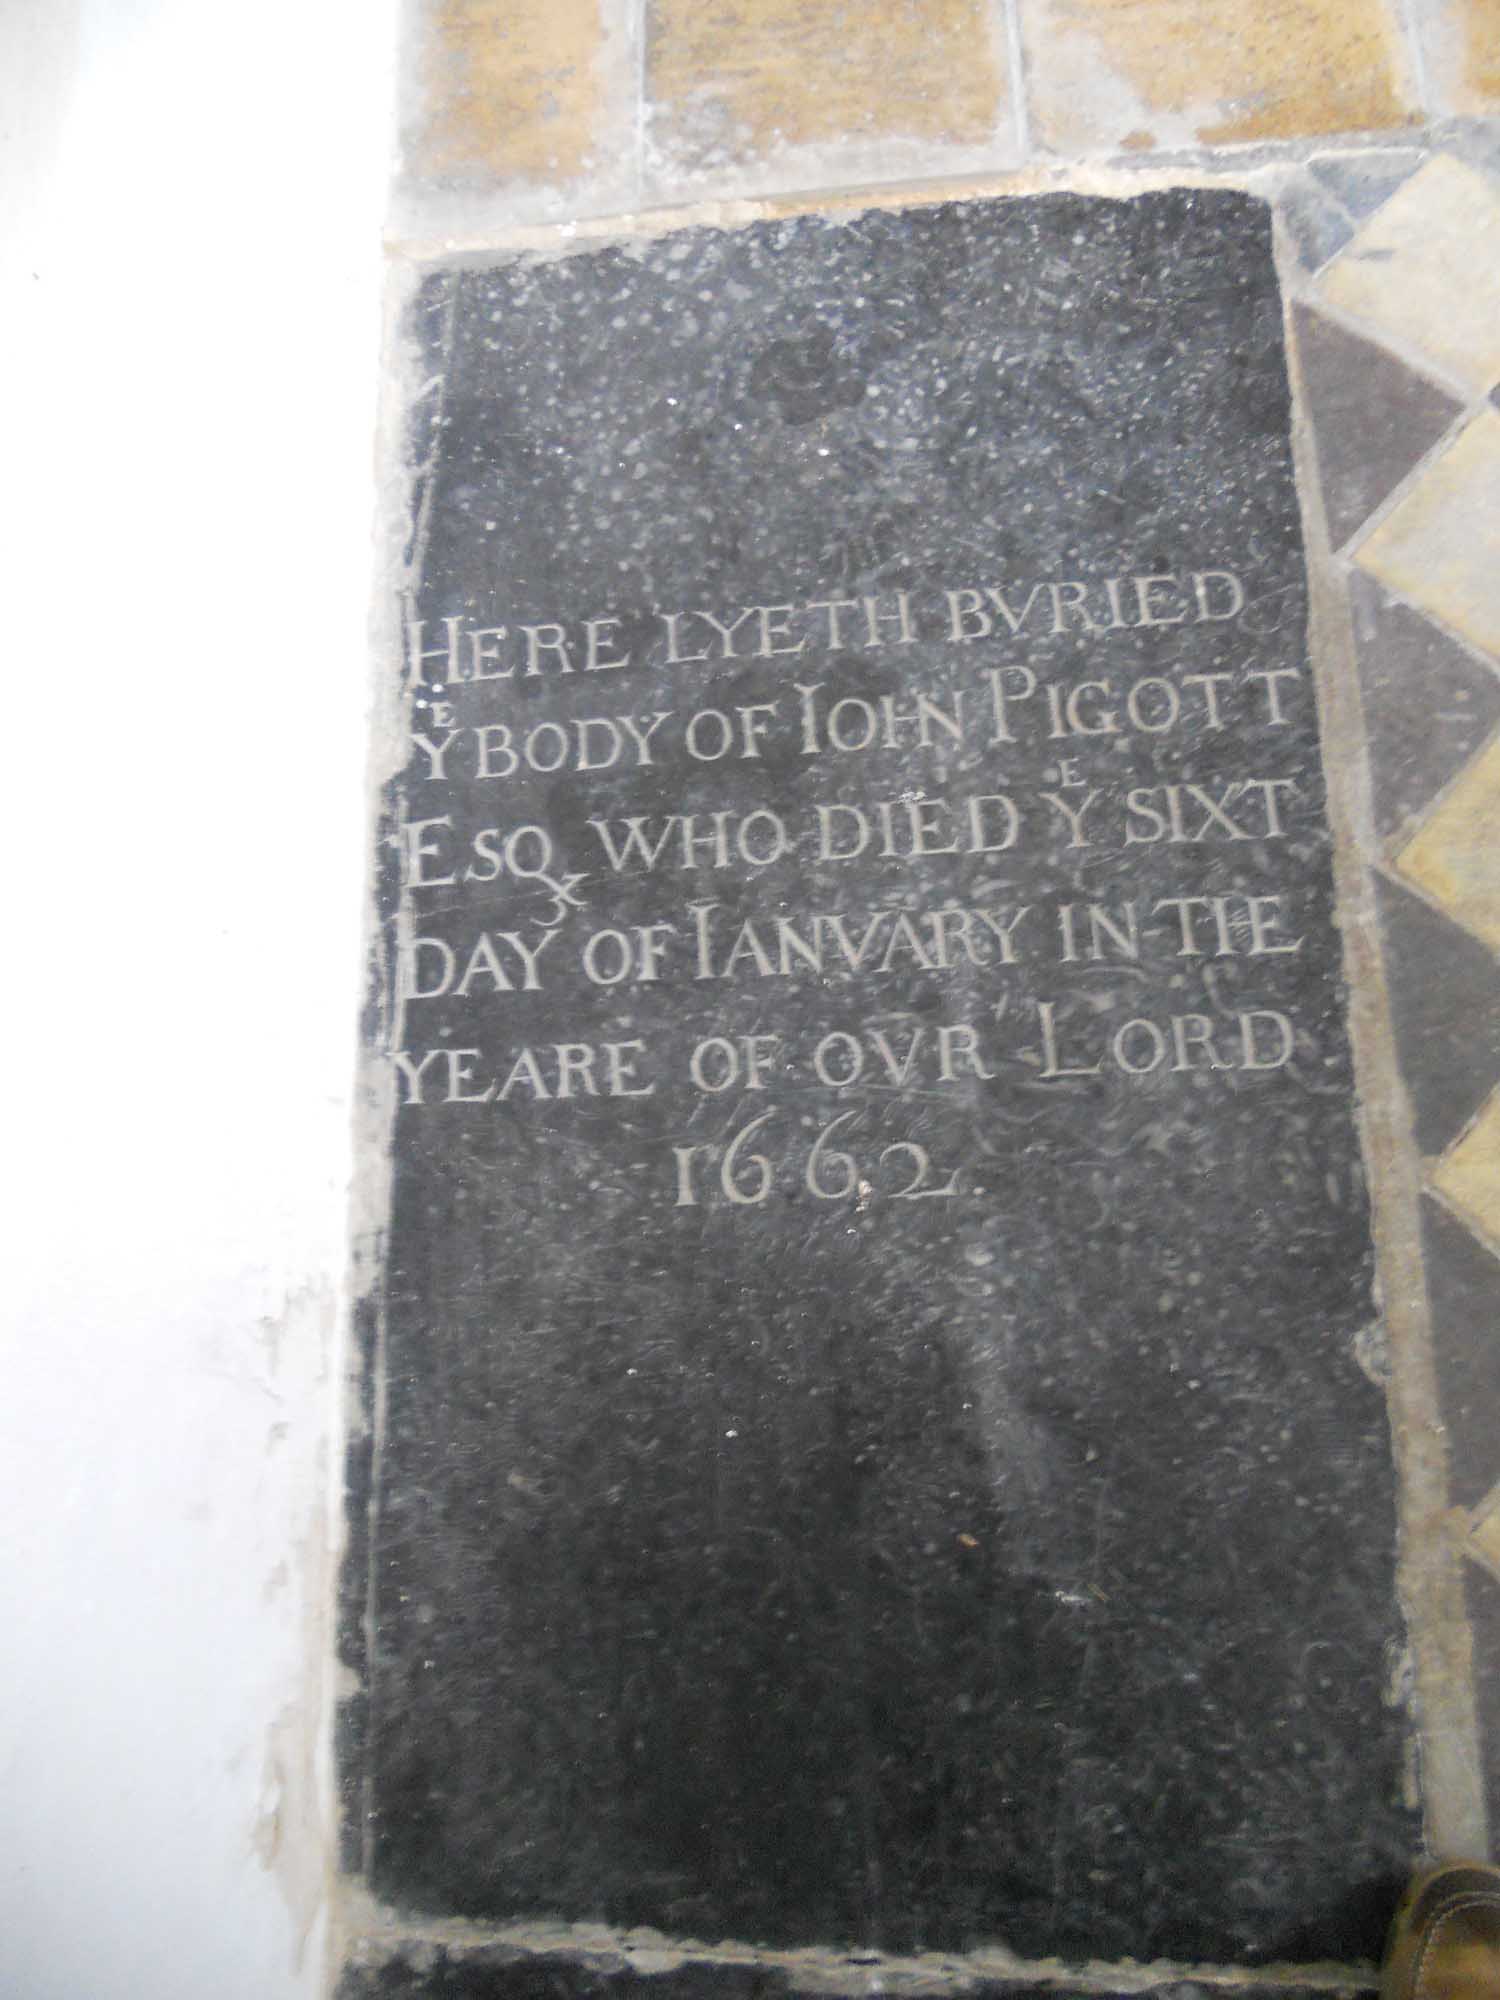 HERE LYETH BVRIED
YE BODY OF IOHN PIGOTT
ESQ WHO DIED YE SIXT
DAY OF IANVARY IN THE
YEARE OF OVR LORD
1662.